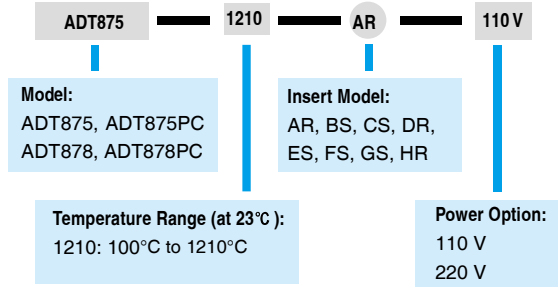 ADT875 1210 AR 110 V
Model:
ADT875, ADT875PC
ADT878, ADT878PC
Insert Model:
AR, BS, CS, DR,
ES, FS, GS, HR
Temperature Range (at 23℃ ):
1210: 100°C to 1210°C
Power Option:
110 V
220 V